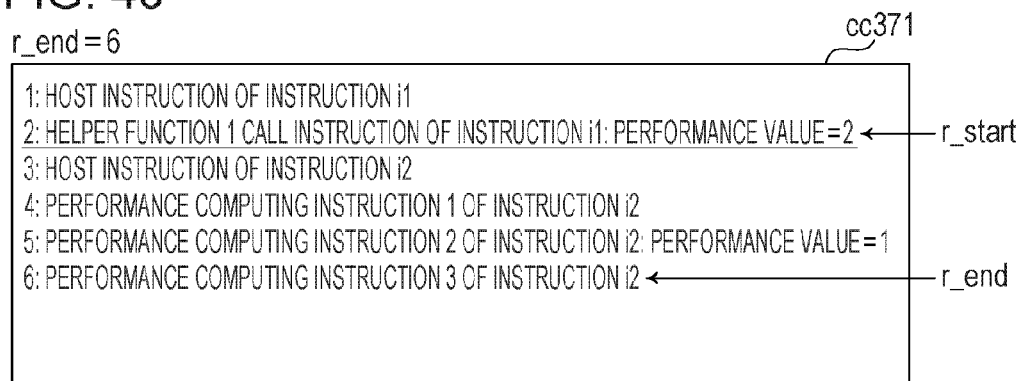 r_end=6
cc371
1: HOST INSTRUCTION OF INSTRUCTION i1
2: HELPER FUNCTION 1 CALL INSTRUCTION OF INSTRUCTION i1: PERFORMANCE VALUE=2
r_start
3: HOST INSTRUCTION OF INSTRUCTION i2
4: PERFORMANCE COMPUTING INSTRUCTION 1 OF INSTRUCTION i2
5: PERFORMANCE COMPUTING INSTRUCTION 2 OF INSTRUCTION i2: PERFORMANCE VALUE=1
6: PERFORMANCE COMPUTING INSTRUCTION 3 OF INSTRUCTION i2
r_end